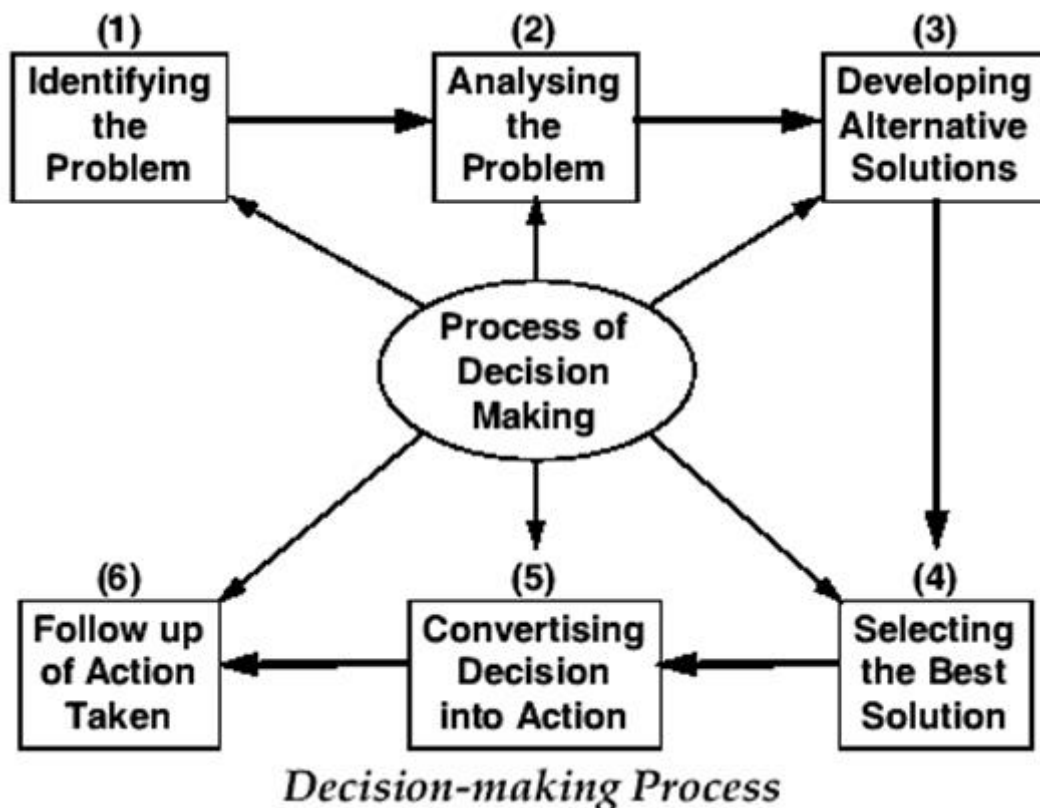 (1)
Identifying
the
Problem
(2)
Analysing
the
Problem
(3)
Developing
Alternative
Solutions
Process of
Decision
Making
(6)
Follow up
of Action
Taken
(5)
Convertising
Decision
into Action
(4)
Selecting
the Best
Solution
Decision-making Process